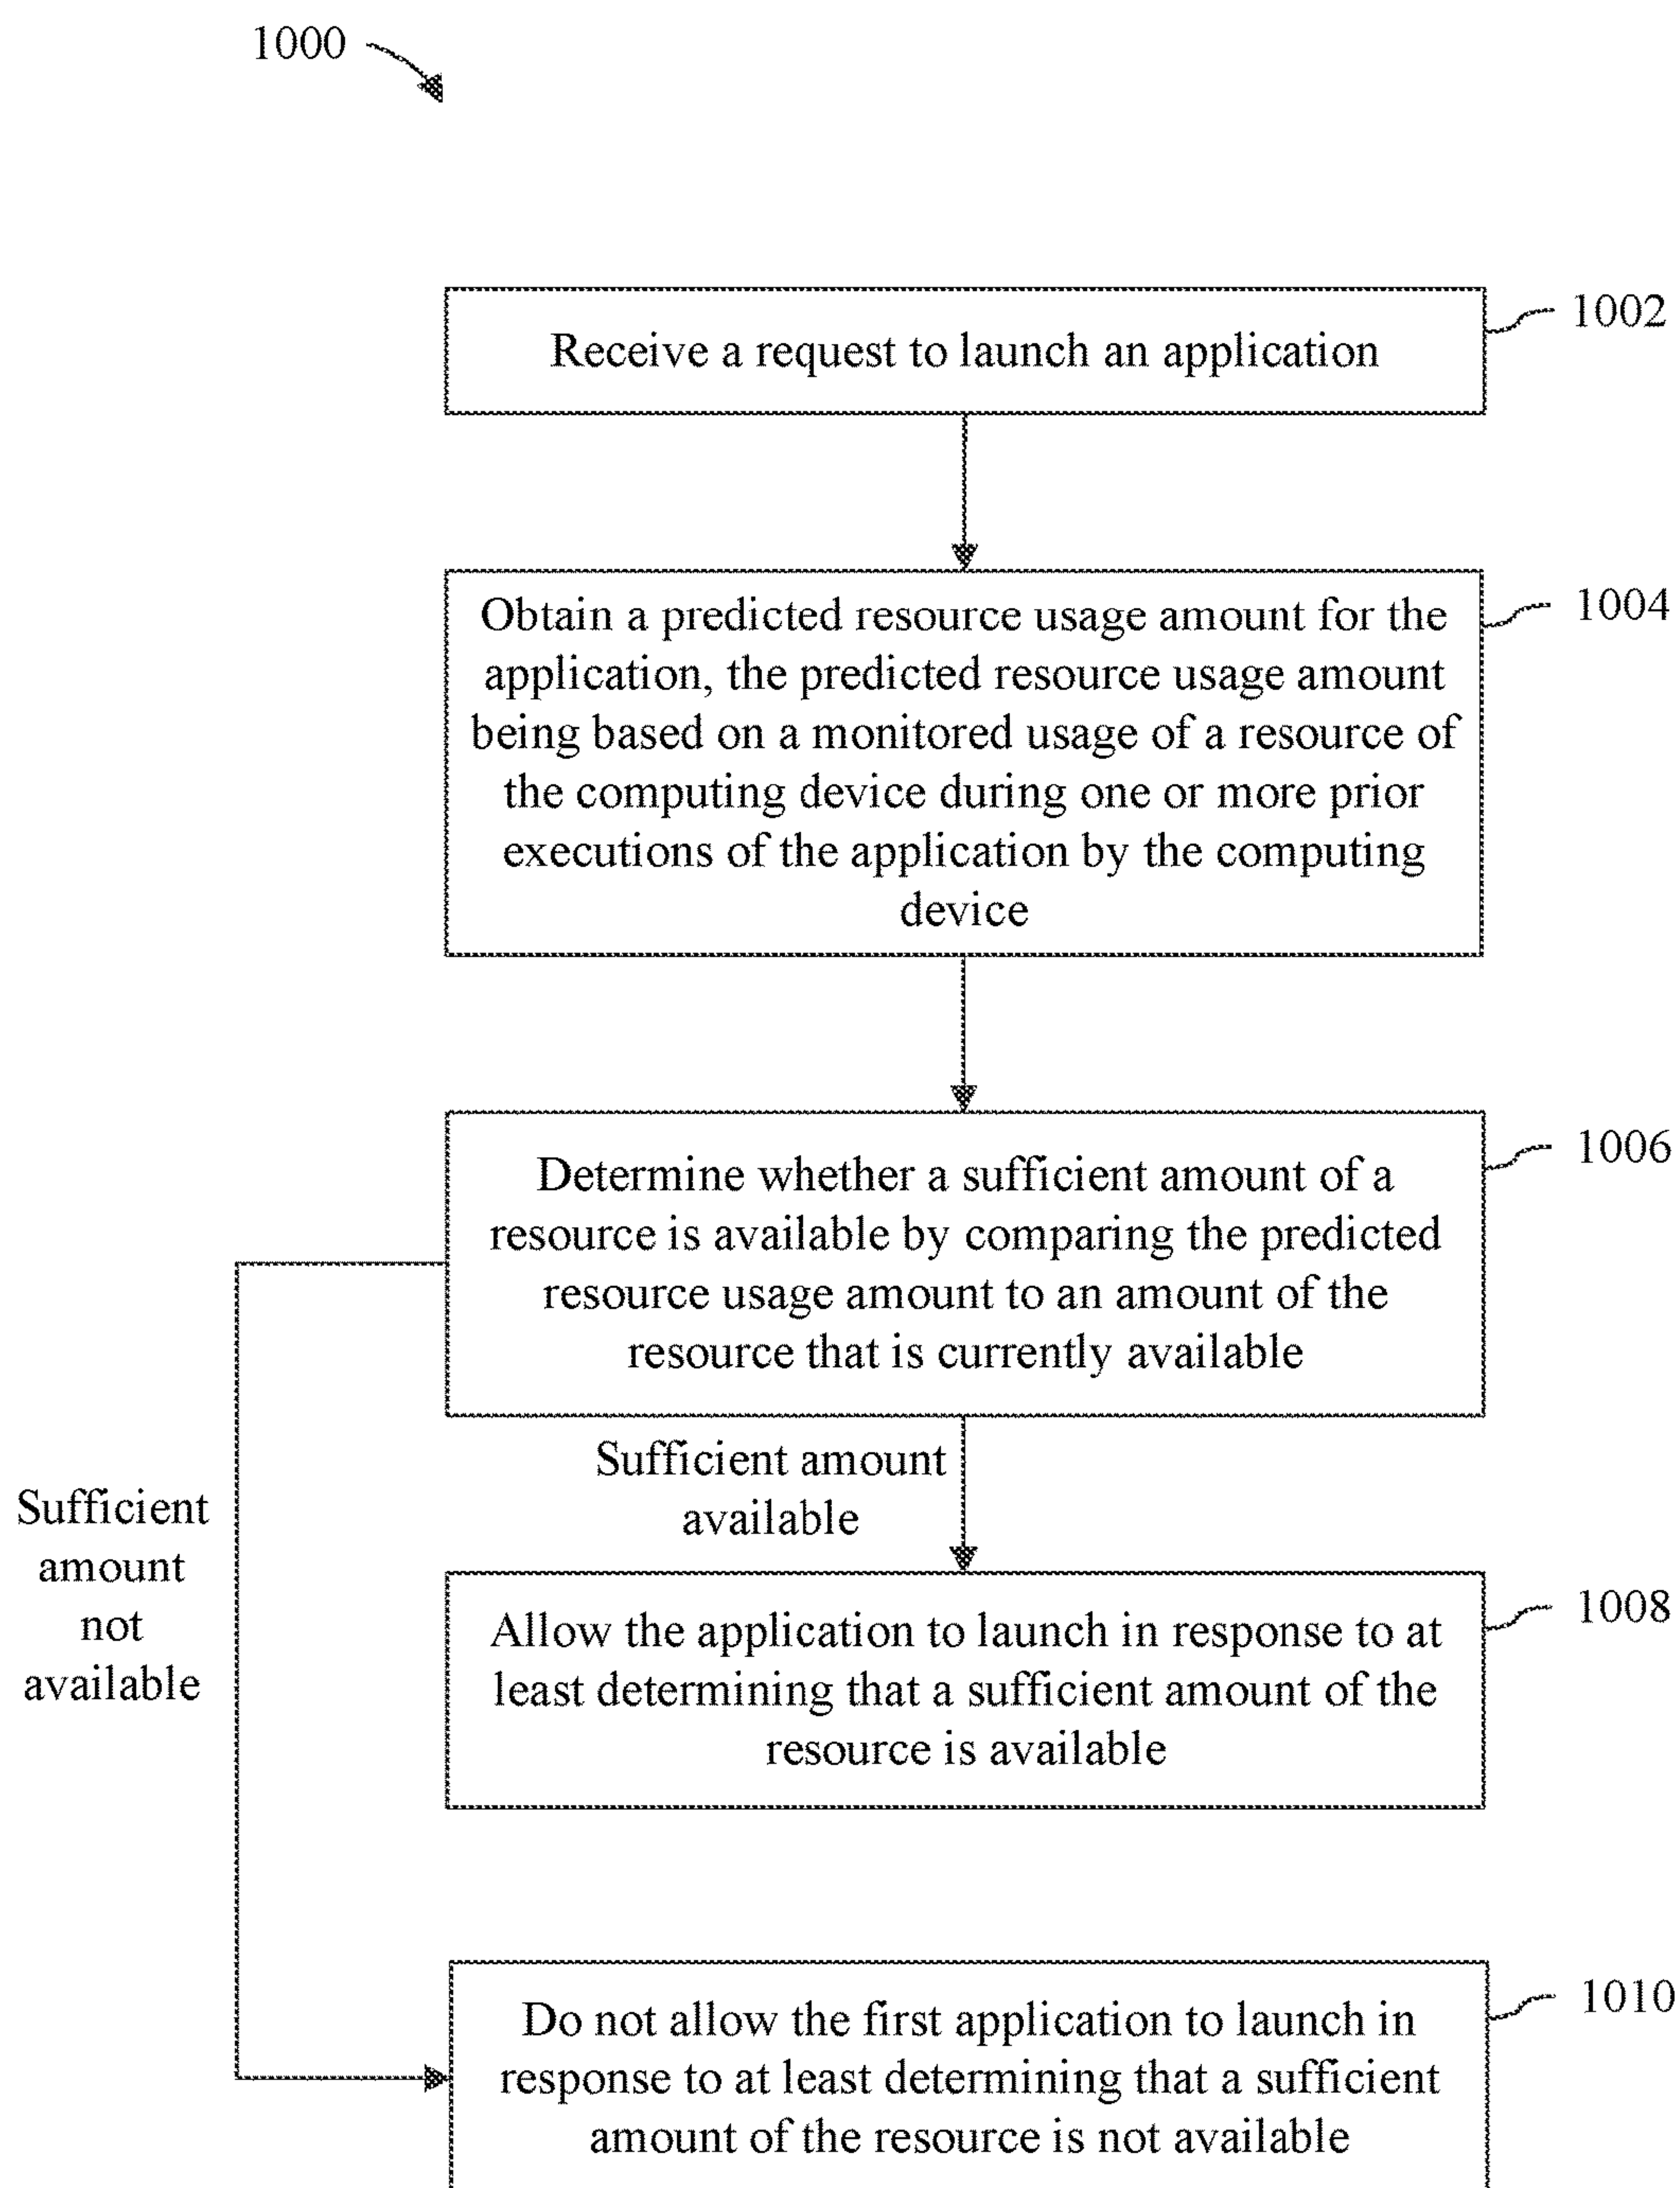 1000
Receive a request to launch an application
1002
Obtain a predicted resource usage amount for the
application, the predicted resource usage amount
being based on a monitored usage of a resource of
the computing device during one or more prior
executions of the application by the computing
device
1004
Determine whether a sufficient amount of a
resource is available by comparing the predicted
resource usage amount to an amount of the
resource that is currently available
1006
Sufficient amount
available
Sufficient
amount
not
available
Allow the application to launch in response to at
least determining that a sufficient amount of the
resource is available
1008
Do not allow the first application to launch in
response to at least determining that a sufficient
amount of the resource is not available
1010